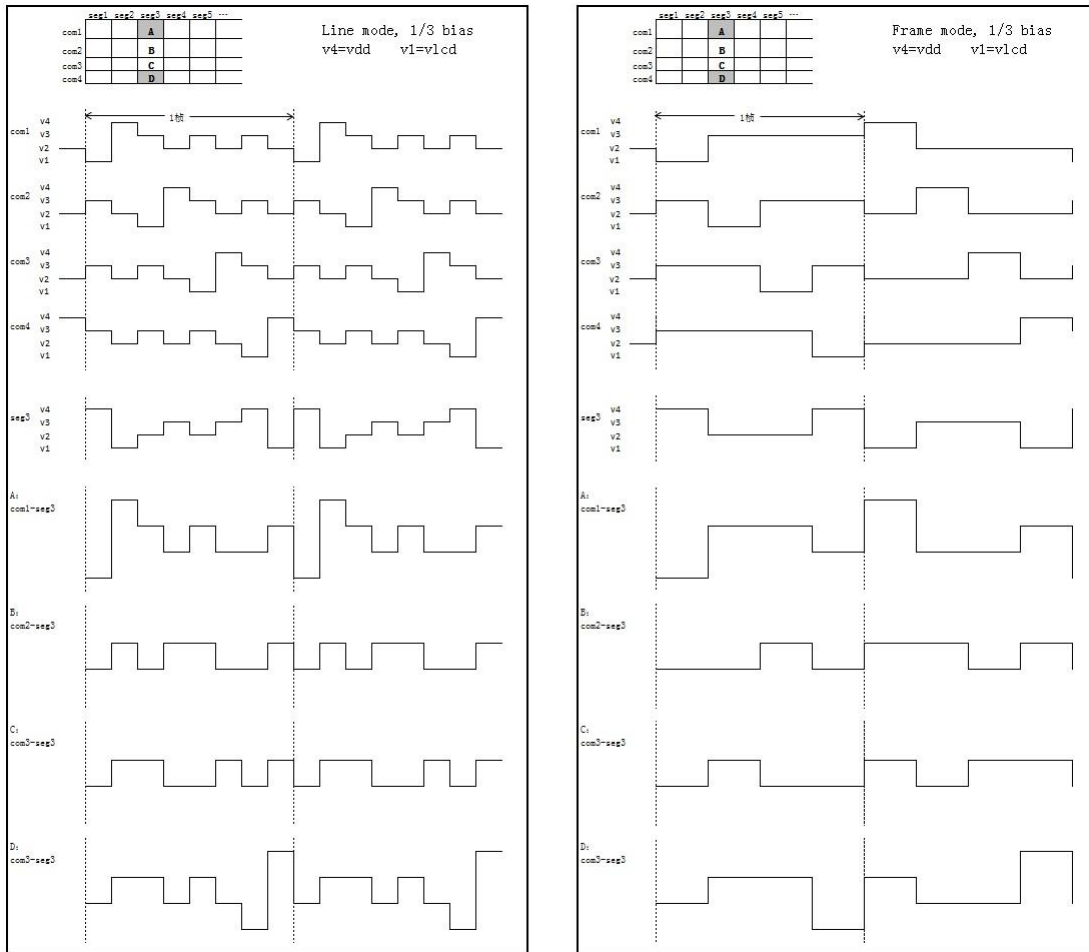 seg1 seg2 seg3 seg4 seg5 ...
com1 A
com2 B
com3 C
com4 D
Line mode, 1/3 bias
v4=vdd v1=vlcd
1桢
com1 v4
v3
v2
v1
com2 v4
v3
v2
v1
com3 v4
v3
v2
v1
com4 v4
v3
v2
v1
seg3 v4
v3
v2
v1
A:
com1-seg3
B:
com2-seg3
C:
com3-seg3
D:
com3-seg3
seg1 seg2 seg3 seg4 seg5 ...
com1 A
com2 B
com3 C
com4 D
Frame mode, 1/3 bias
v4=vdd v1=vlcd
1桢
com1 v4
v3
v2
v1
com2 v4
v3
v2
v1
com3 v4
v3
v2
v1
com4 v4
v3
v2
v1
seg3 v4
v3
v2
v1
A:
com1-seg3
B:
com2-seg3
C:
com3-seg3
D:
com3-seg3